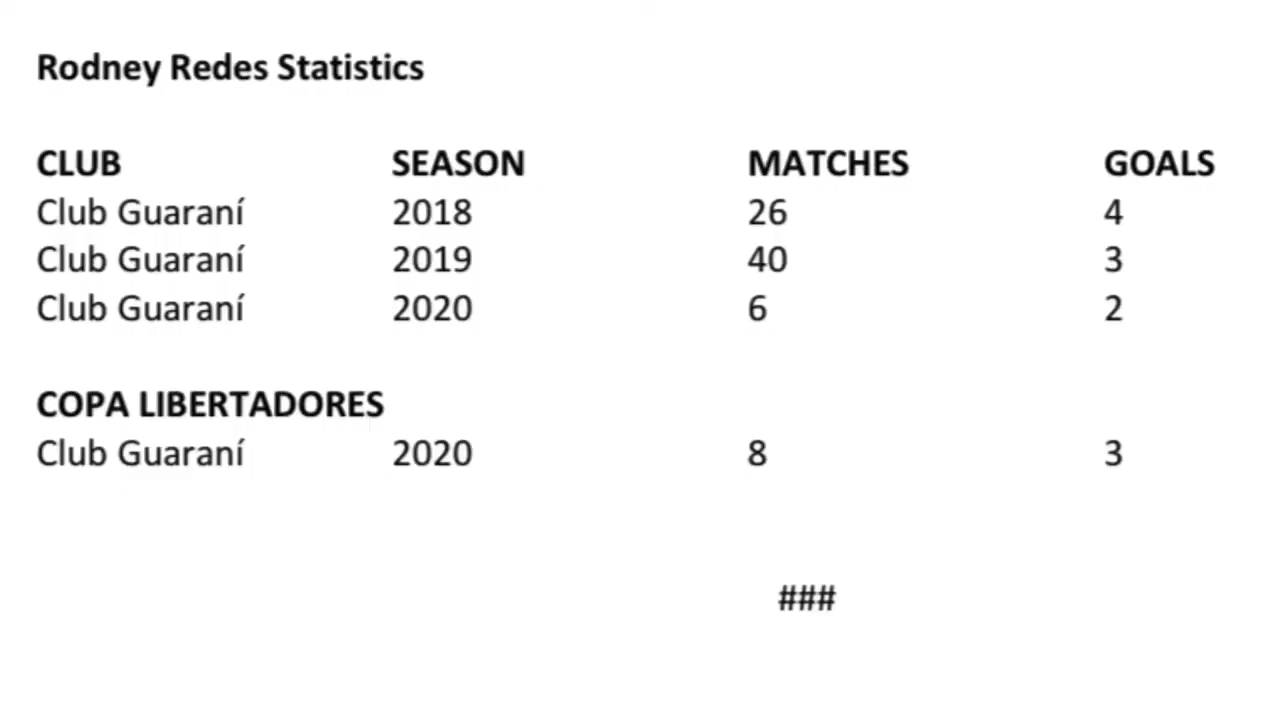 Rodney Redes Statistics
CLUB SEASON MATCHES GOALS
Club Guaraní 2018 26 4
Club Guaraní 2019 40 3
Club Guaraní 2020 6 2
COPA LIBERTADORES
Club Guaraní 2020 8 3
###